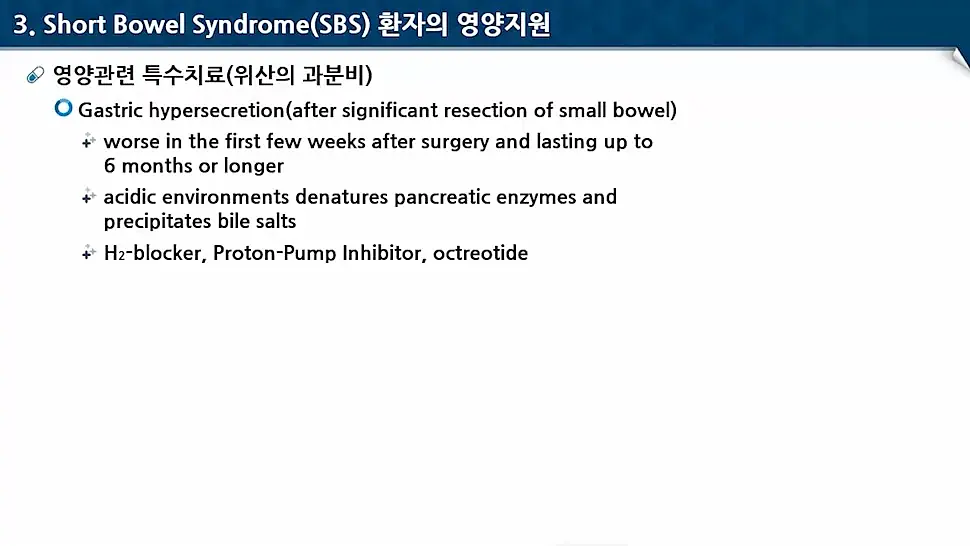 3. Short Bowel Syndrome(SBS) 환자의 영양지원
영양관련 특수치료(위산의 과분비)
Gastric hypersecretion(after significant resection of small bowel)
worse in the first few weeks after surgery and lasting up to
6 months or longer
acidic environments denatures pancreatic enzymes and
precipitates bile salts
H₂-blocker, Proton-Pump Inhibitor, octreotide